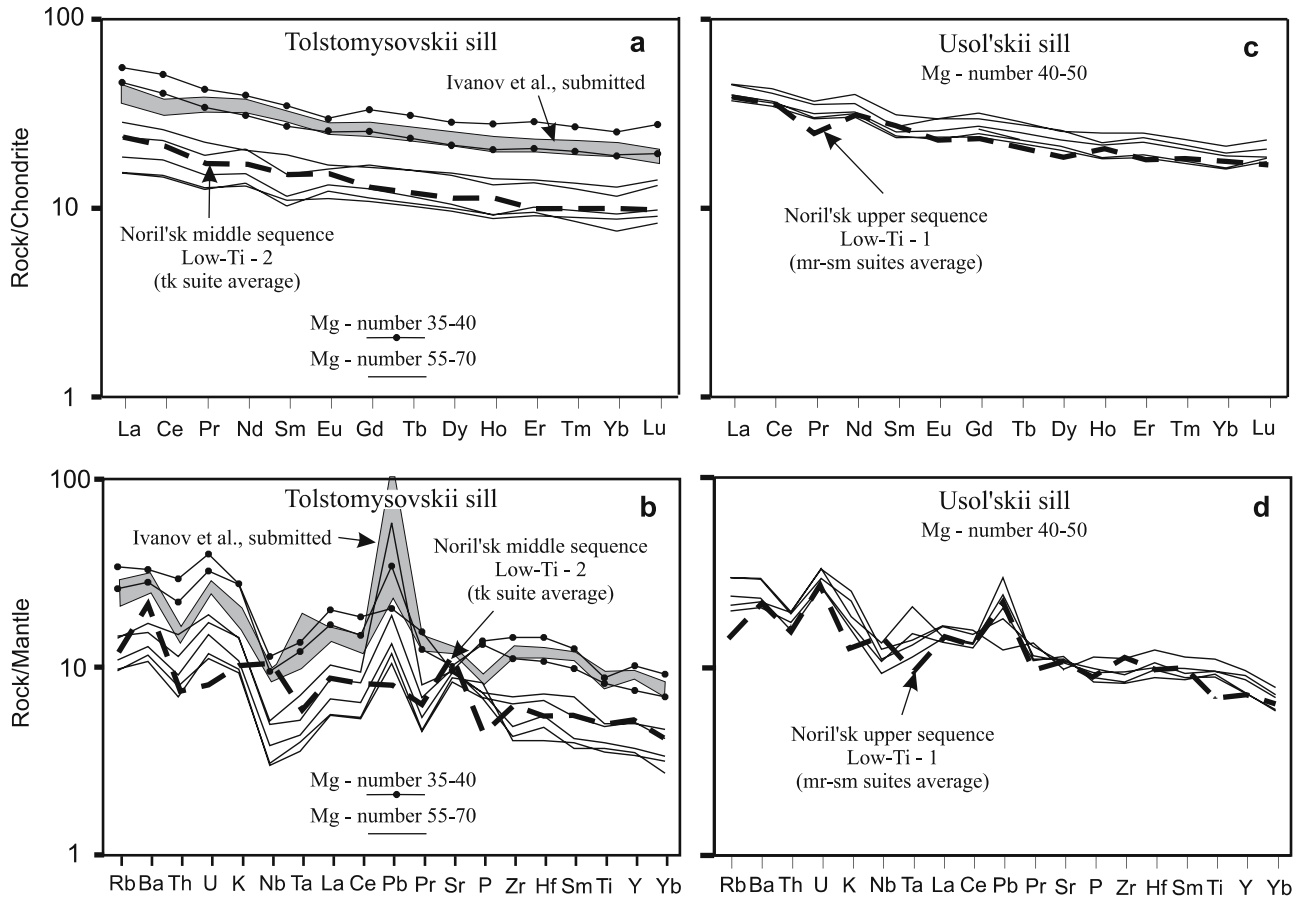 100
10
1
Rock/Chondrite
Tolstomysovskii sill
a
Ivanov et al., submitted
Noril'sk middle sequence
Low-Ti - 2
(tk suite average)
Mg - number 35-40
Mg - number 55-70
La Ce Pr Nd Sm Eu Gd Tb Dy Ho Er Tm Yb Lu
Usol'skii sill
c
Mg - number 40-50
Noril'sk upper sequence
Low-Ti - 1
(mr-sm suites average)
La Ce Pr Nd Sm Eu Gd Tb Dy Ho Er Tm Yb Lu
100
10
1
Rock/Mantle
Tolstomysovskii sill
b
Ivanov et al., submitted
Noril'sk middle sequence
Low-Ti - 2
(tk suite average)
Mg - number 35-40
Mg - number 55-70
Rb Ba Th U K Nb Ta La Ce Pb Pr Sr P Zr Hf Sm Ti Y Yb
Usol'skii sill
d
Mg - number 40-50
Noril'sk upper sequence
Low-Ti - 1
(mr-sm suites average)
Rb Ba Th U K Nb Ta La Ce Pb Pr Sr P Zr Hf Sm Ti Y Yb